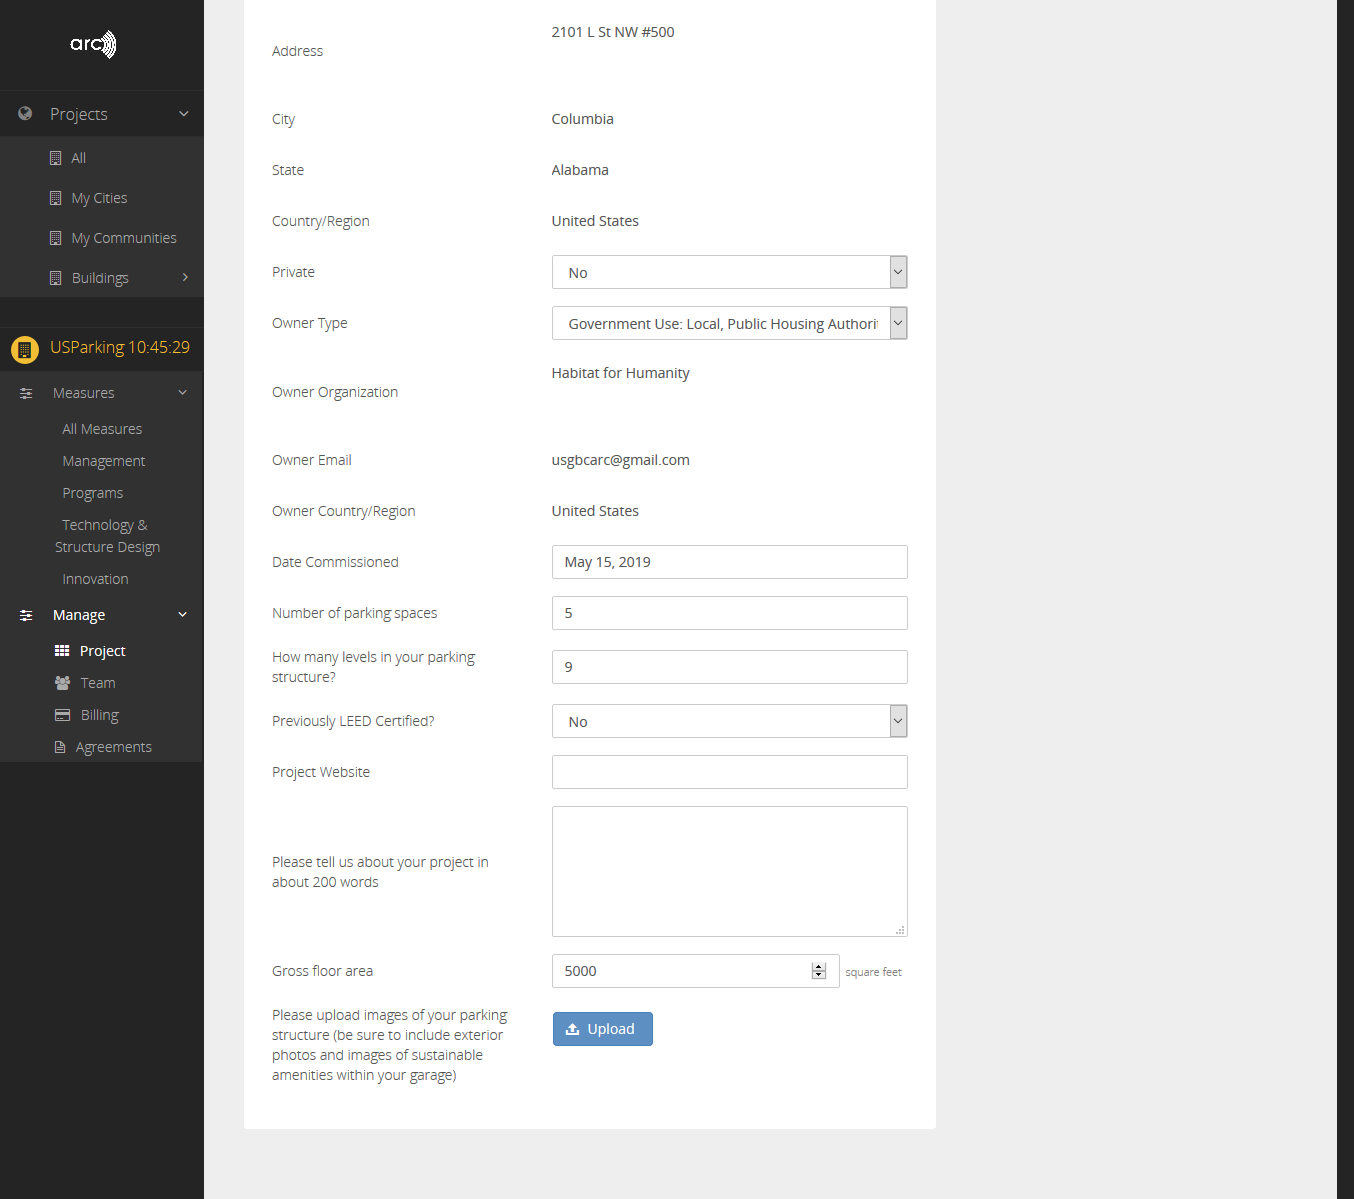 arc
Projects
All
My Cities
My Communities
Buildings
USParking 10:45:29
Measures
All Measures
Management
Programs
Technology &
Structure Design
Innovation
Manage
Project
Team
Billing
Agreements
Address
2101 L St NW #500
City
Columbia
State
Alabama
Country/Region
United States
Private
No
Owner Type
Government Use: Local, Public Housing Authori
Owner Organization
Habitat for Humanity
Owner Email
usgbcarc@gmail.com
Owner Country/Region
United States
Date Commissioned
May 15, 2019
Number of parking spaces
5
How many levels in your parking
structure?
9
Previously LEED Certified?
No
Project Website
Please tell us about your project in
about 200 words
Gross floor area
5000
square feet
Please upload images of your parking
structure (be sure to include exterior
photos and images of sustainable
amenities within your garage)
Upload